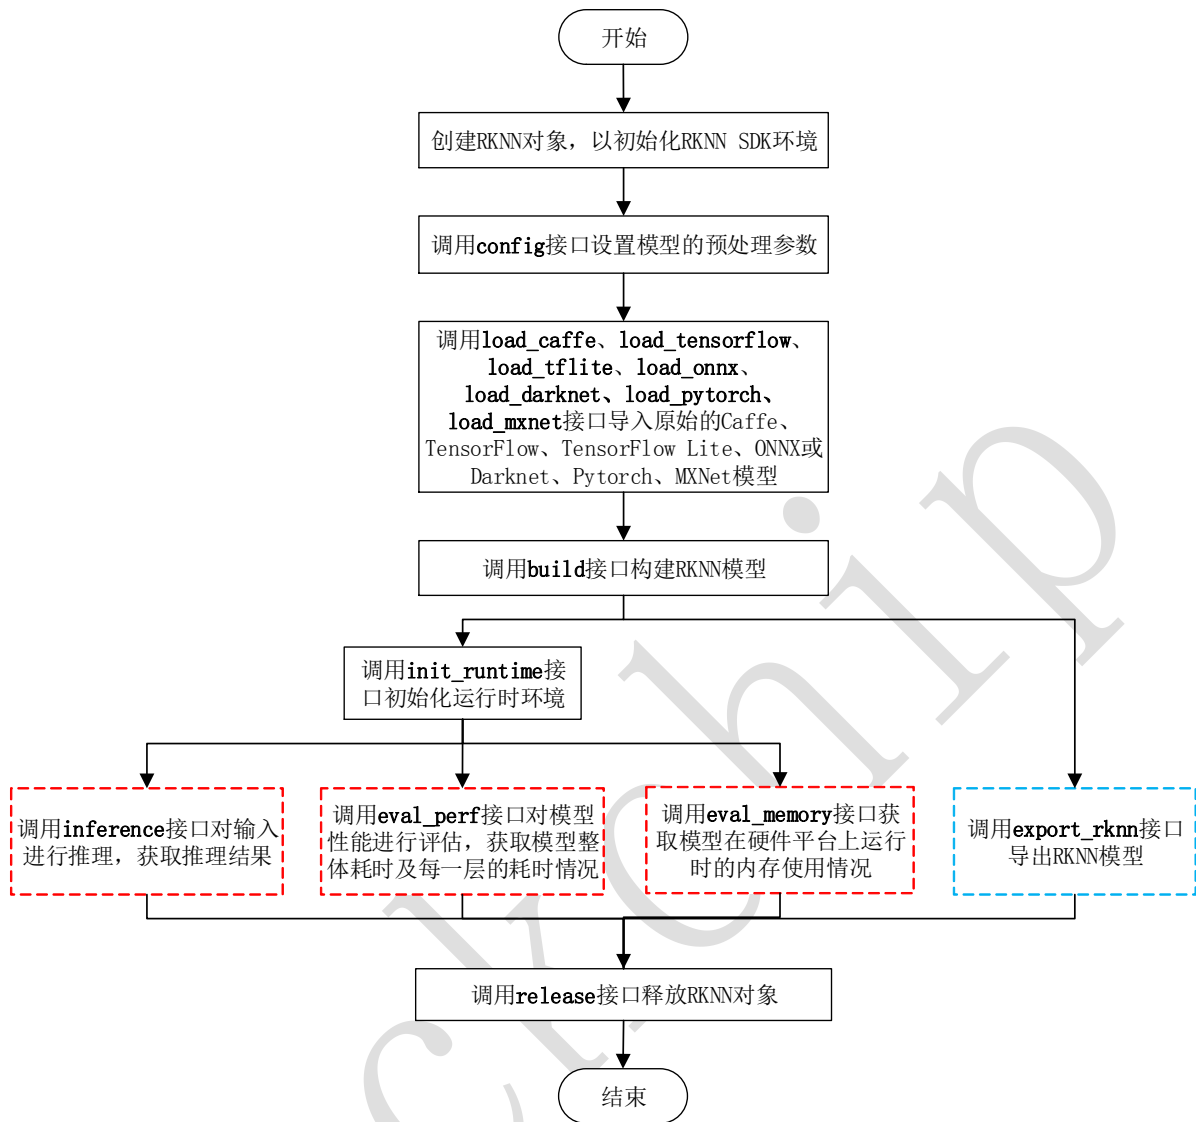 开始
创建RKNN对象，以初始化RKNN SDK环境
调用config接口设置模型的预处理参数
调用load_caffe、load_tensorflow、
load_tflite、load_onnx、
load_darknet、load_pytorch、
load_mxnet接口导入原始的Caffe、
TensorFlow、TensorFlow Lite、ONNX或
Darknet、Pytorch、MXNet模型
调用build接口构建RKNN模型
调用init_runtime接
口初始化运行时环境
调用inference接口对输入
进行推理，获取推理结果
调用eval_perf接口对模型
性能进行评估，获取模型整
体耗时及每一层的耗时情况
调用eval_memory接口获
取模型在硬件平台上运行
时的内存使用情况
调用export_rknn接口
导出RKNN模型
调用release接口释放RKNN对象
结束
ckchip